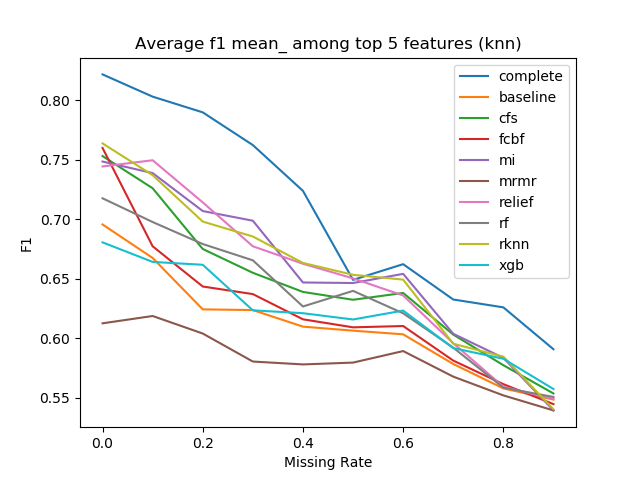 Average f1 mean_ among top 5 features (knn)
complete
baseline
cfs
fcbf
mi
mrmr
relief
rf
rknn
xgb
F1
0.80
0.75
0.70
0.65
0.60
0.55
0.0 0.2 0.4 0.6 0.8
Missing Rate